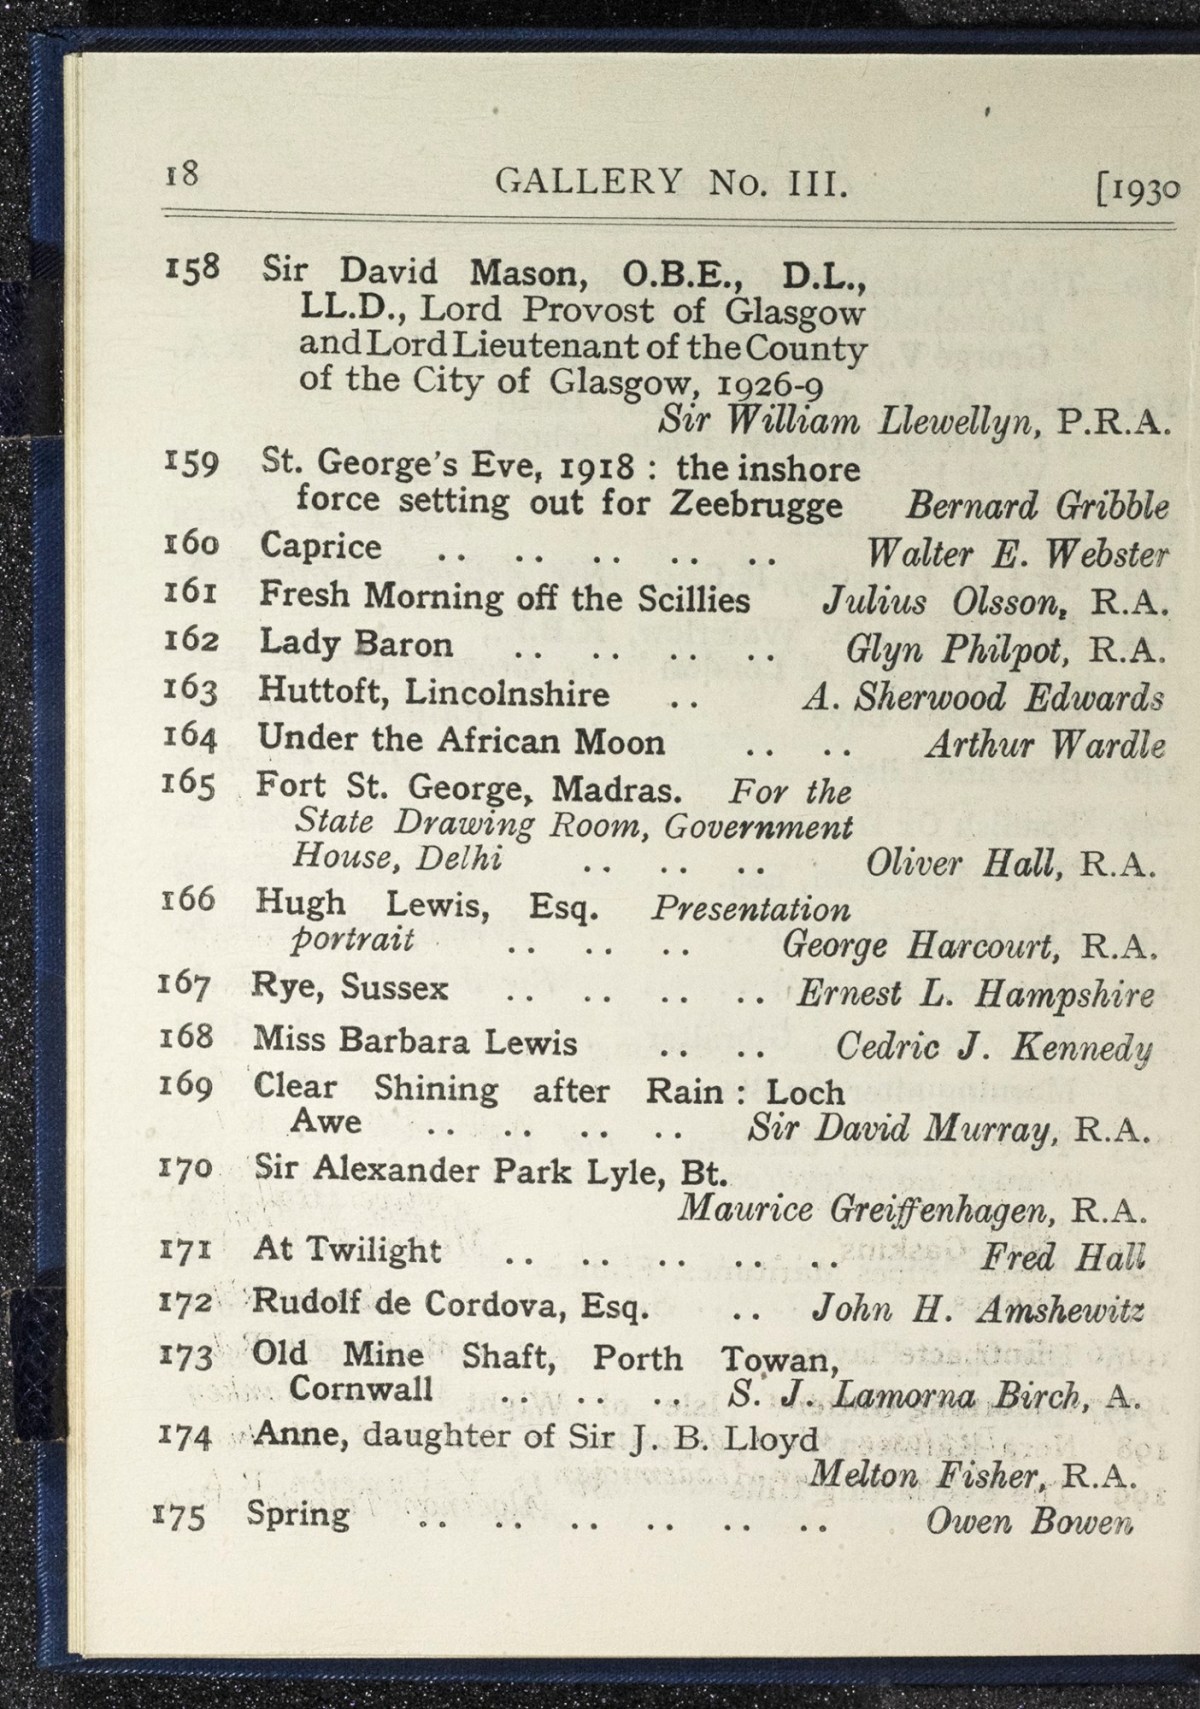 18 GALLERY No. III. [1930
158 Sir David Mason, O.B.E., D.L.,
LL.D., Lord Provost of Glasgow
and Lord Lieutenant of the County
of the City of Glasgow, 1926-9
Sir William Llewellyn, P.R.A.
159 St. George's Eve, 1918 : the inshore
force setting out for Zeebrugge Bernard Gribble
160 Caprice .. .. .. .. .. Walter E. Webster
161 Fresh Morning off the Scillies Julius Olsson, R.A.
162 Lady Baron .. .. .. .. Glyn Philpot, R.A.
163 Huttoft, Lincolnshire .. A. Sherwood Edwards
164 Under the African Moon .. .. Arthur Wardle
165 Fort St. George, Madras. For the
State Drawing Room, Government
House, Delhi .. .. .. Oliver Hall, R.A.
166 Hugh Lewis, Esq. Presentation
portrait .. .. .. George Harcourt, R.A.
167 Rye, Sussex .. .. .. .. Ernest L. Hampshire
168 Miss Barbara Lewis .. .. Cedric J. Kennedy
169 Clear Shining after Rain : Loch
Awe .. .. .. .. Sir David Murray, R.A.
170 Sir Alexander Park Lyle, Bt.
Maurice Greiffenhagen, R.A.
171 At Twilight .. .. .. .. .. Fred Hall
172 Rudolf de Cordova, Esq. .. John H. Amshewitz
173 Old Mine Shaft, Porth Towan,
Cornwall .. .. .. S. J. Lamorna Birch, A.
174 Anne, daughter of Sir J. B. Lloyd
Melton Fisher, R.A.
175 Spring .. .. .. .. .. .. Owen Bowen